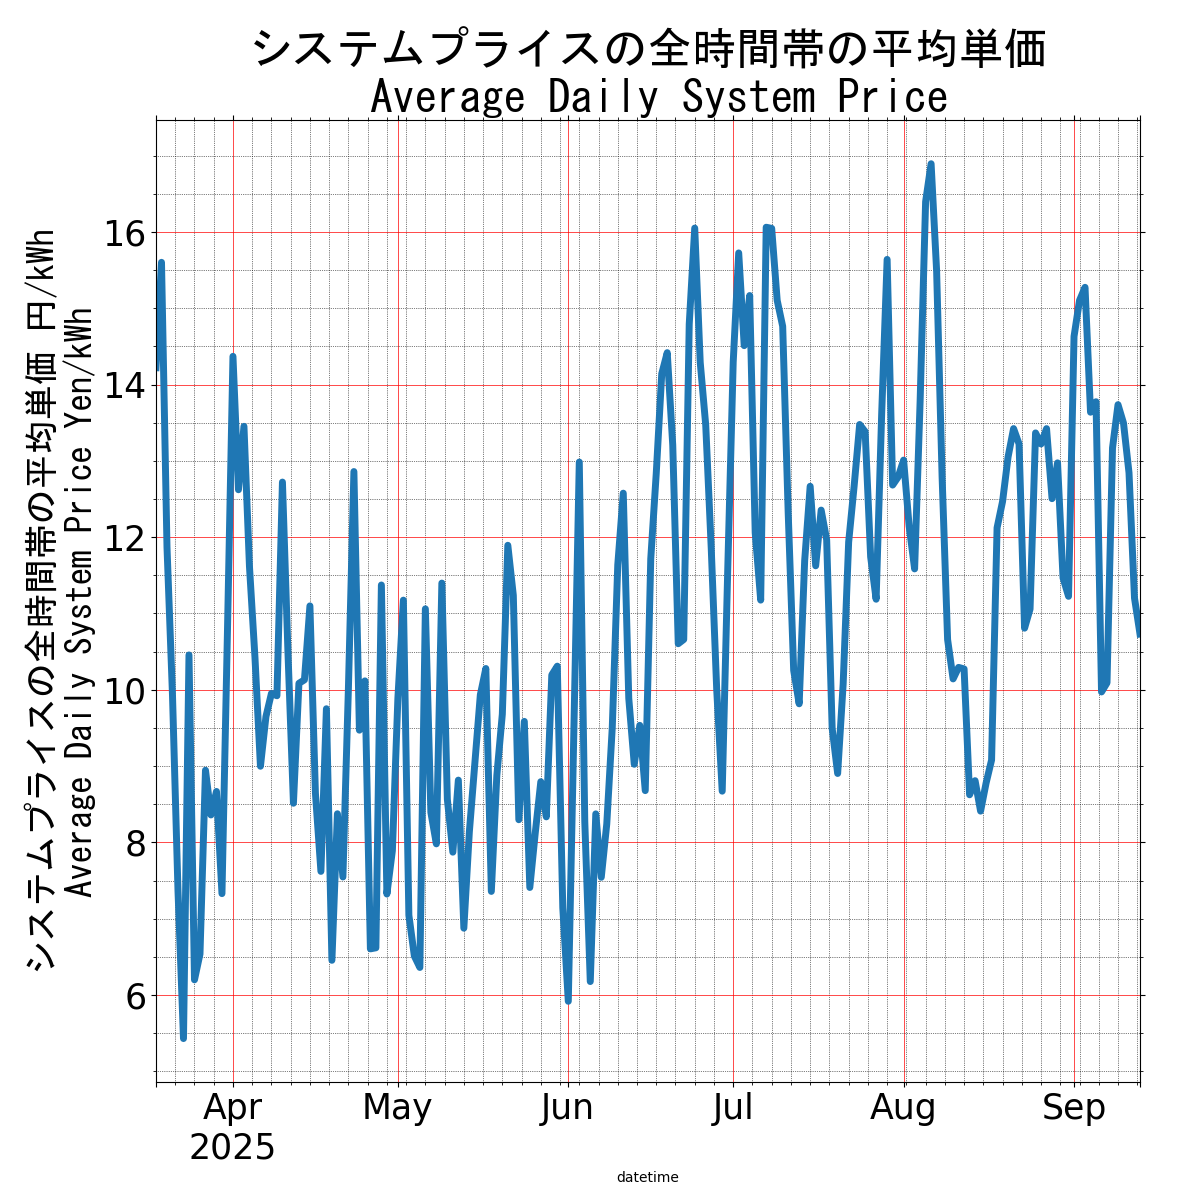 システムプライスの全時間帯の平均単価
Average Daily System Price
システムプライスの全時間帯の平均単価 円/kWh
Average Daily System Price Yen/kWh
16
14
12
10
8
6
Apr
2025
May
Jun
Jul
Aug
Sep
datetime